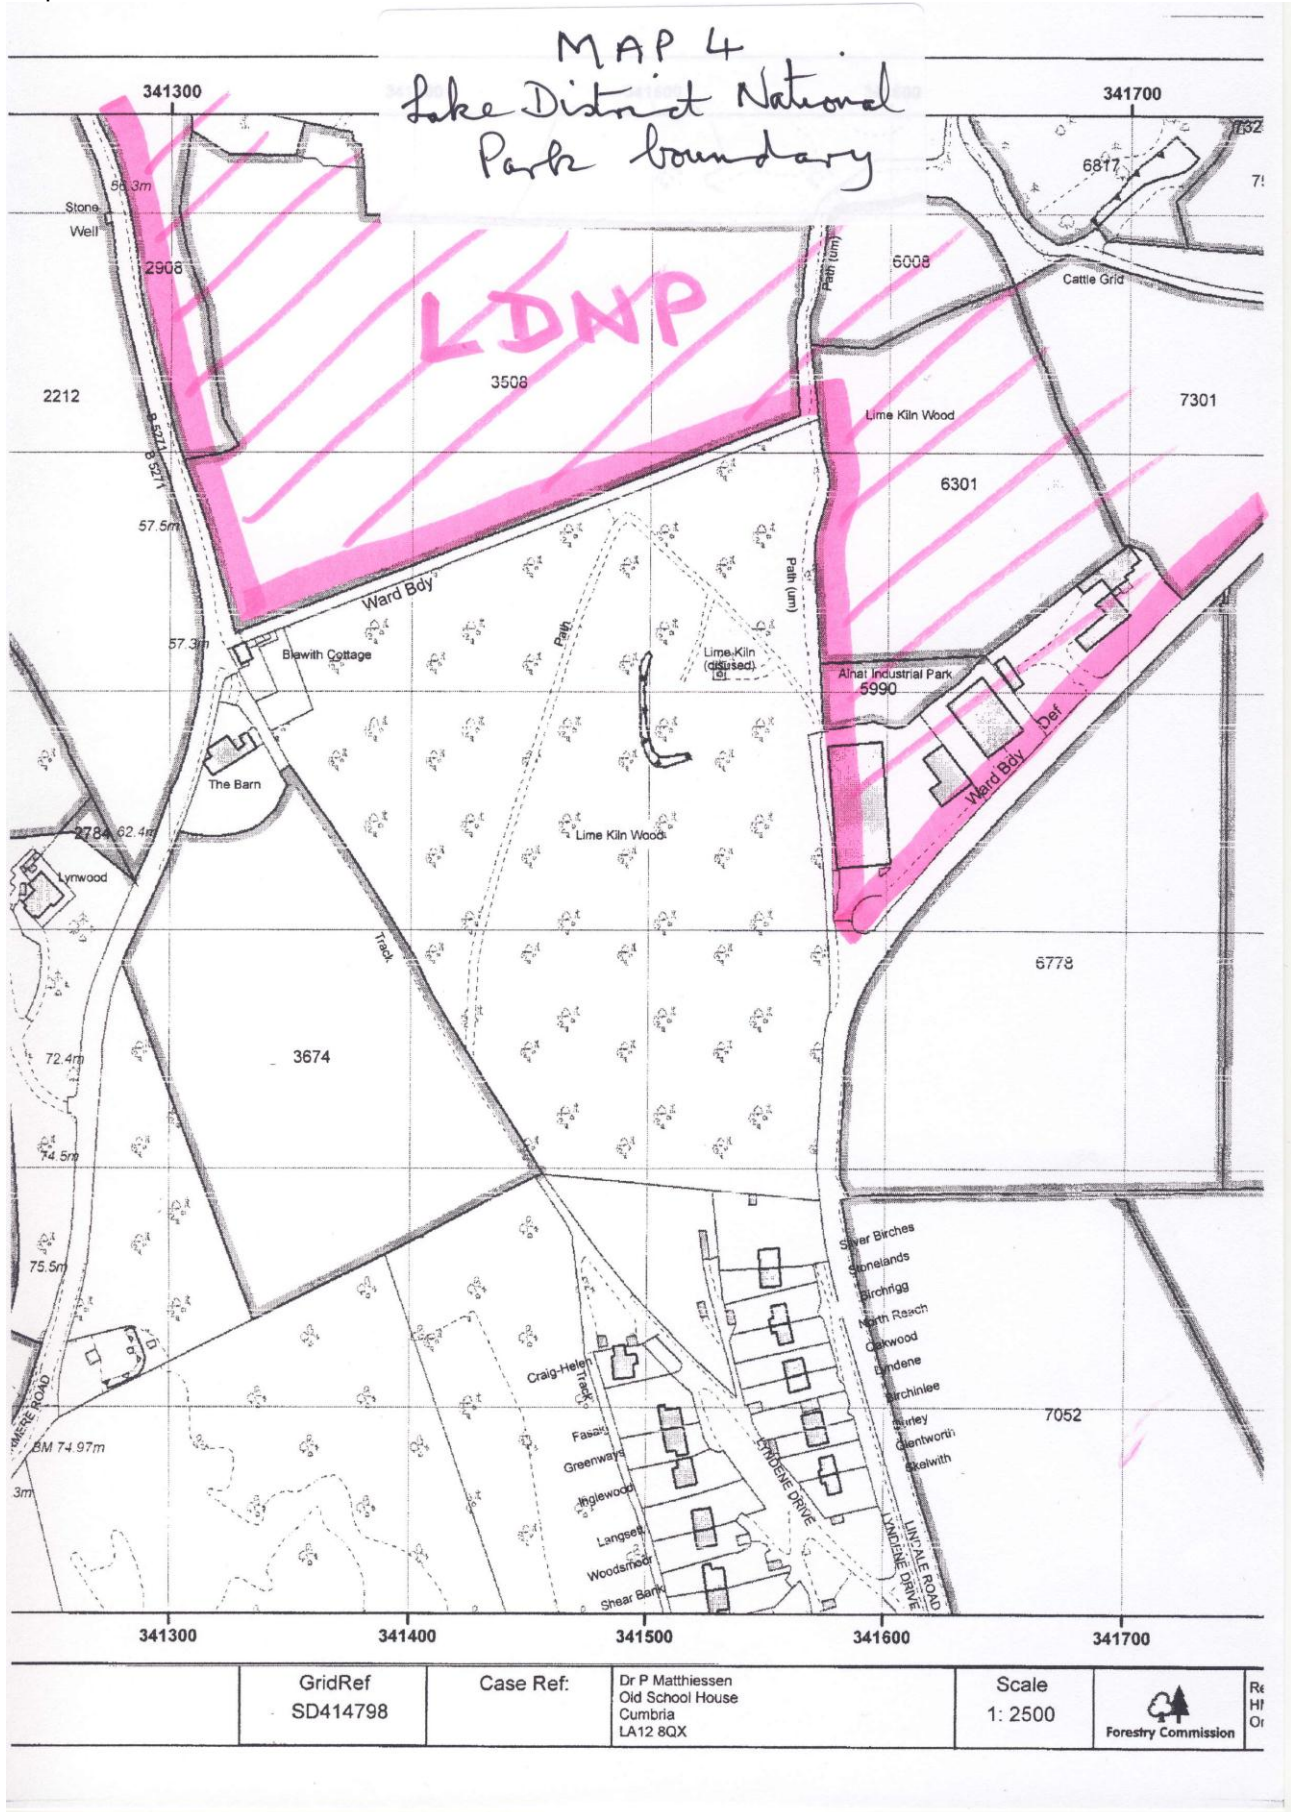 MAP 4
Lake District National
Park boundary
341300
341700
7321
6817
56.3m
Stone
Well
2908
Path (um)
6008
Cattle Grid
LDNP
3508
2212
7301
B 5271
B 5271
Lime Kiln Wood
6301
57.5m
Ward Bdy
Path (um)
Path
57.3m
Blawith Cottage
Lime Kiln
(disused)
Alnat Industrial Park
5990
Def
Ward Bdy
The Barn
2784
62.4m
Lime Kiln Wood
Lynwood
Track
6778
72.4m
3674
74.5m
75.5m
Silver Birches
Stonelands
Birchrigg
North Reach
Oakwood
Lyndene
Birchinlee
Glentworth
Skelwith
Craig-Helen
Track
7052
BM 74.97m
3m
Greenways
Inglewood
Langsett
Woodsmoor
Shear Bank
LYNDENE DRIVE
LYNDENE DRIVE
LINDALE ROAD
341300
341400
341500
341600
341700
GridRef
SD414798
Case Ref:
Dr P Matthiessen
Old School House
Cumbria
LA12 8QX
Scale
1: 2500
Forestry Commission